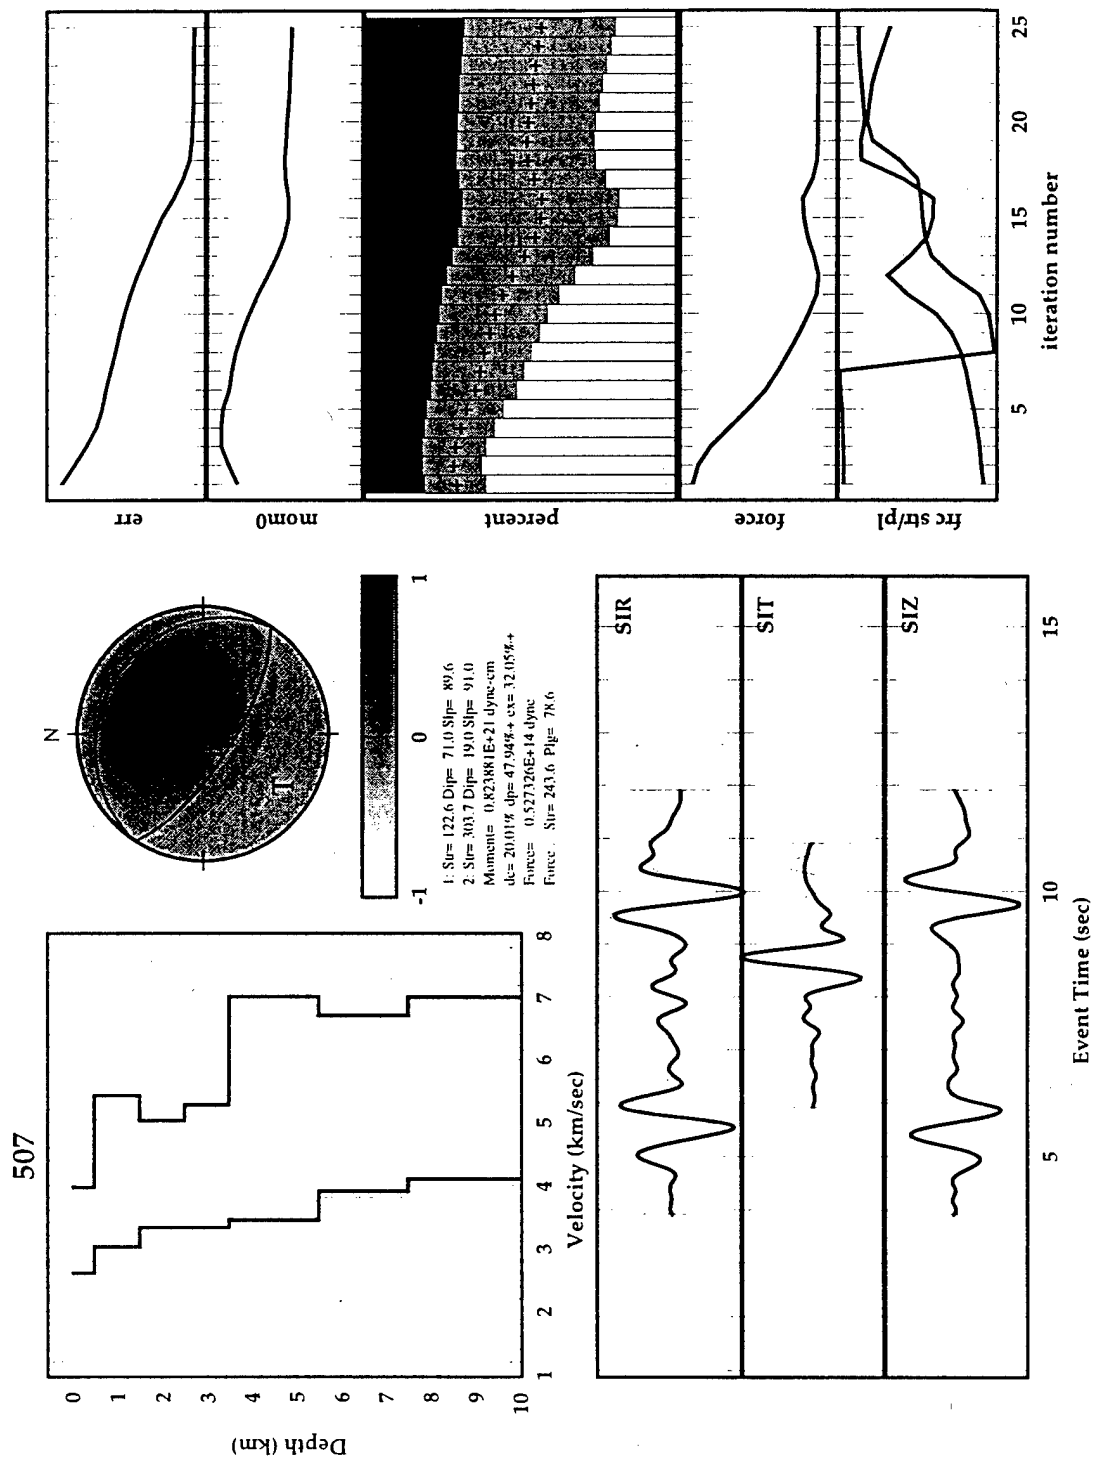 507
0
1
2
3
4
5
6
7
8
9
10
Depth (km)
1 2 3 4 5 6 7 8
Velocity (km/sec)
N
T
-1 0 1
1: Str= 122.6 Dip= 71.0 Slp= 89.6
2: Str= 303.7 Dip= 19.0 Slp= 91.0
Moment= 0.823881E+21 dyne-cm
dc= 20.01% dp= 47.94%+ ex= 32.05%+
Force= 0.527326E+14 dyne
Force. Str= 243.6 Plg= 78.6
err
mom0
percent
force
frc str/pl
5 10 15 20 25
iteration number
SIR
SIT
SIZ
5 10 15
Event Time (sec)